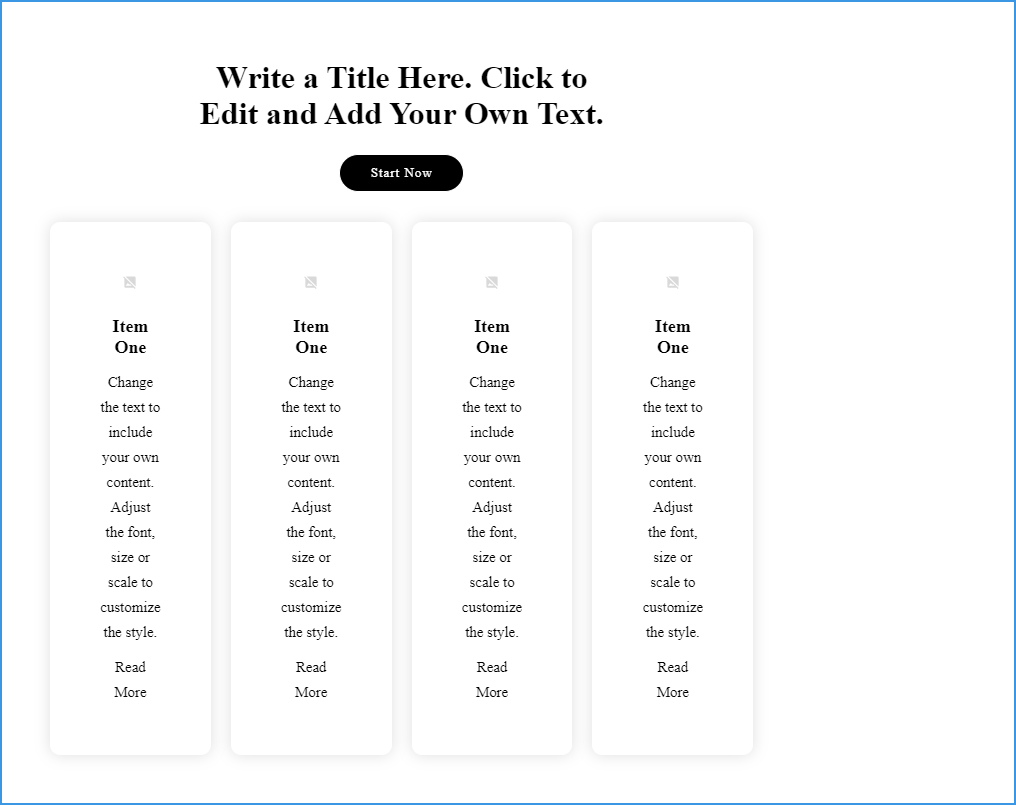 Write a Title Here. Click to
Edit and Add Your Own Text.
Start Now
Item
One
Change
the text to
include
your own
content.
Adjust
the font,
size or
scale to
customize
the style.
Read
More
Item
One
Change
the text to
include
your own
content.
Adjust
the font,
size or
scale to
customize
the style.
Read
More
Item
One
Change
the text to
include
your own
content.
Adjust
the font,
size or
scale to
customize
the style.
Read
More
Item
One
Change
the text to
include
your own
content.
Adjust
the font,
size or
scale to
customize
the style.
Read
More